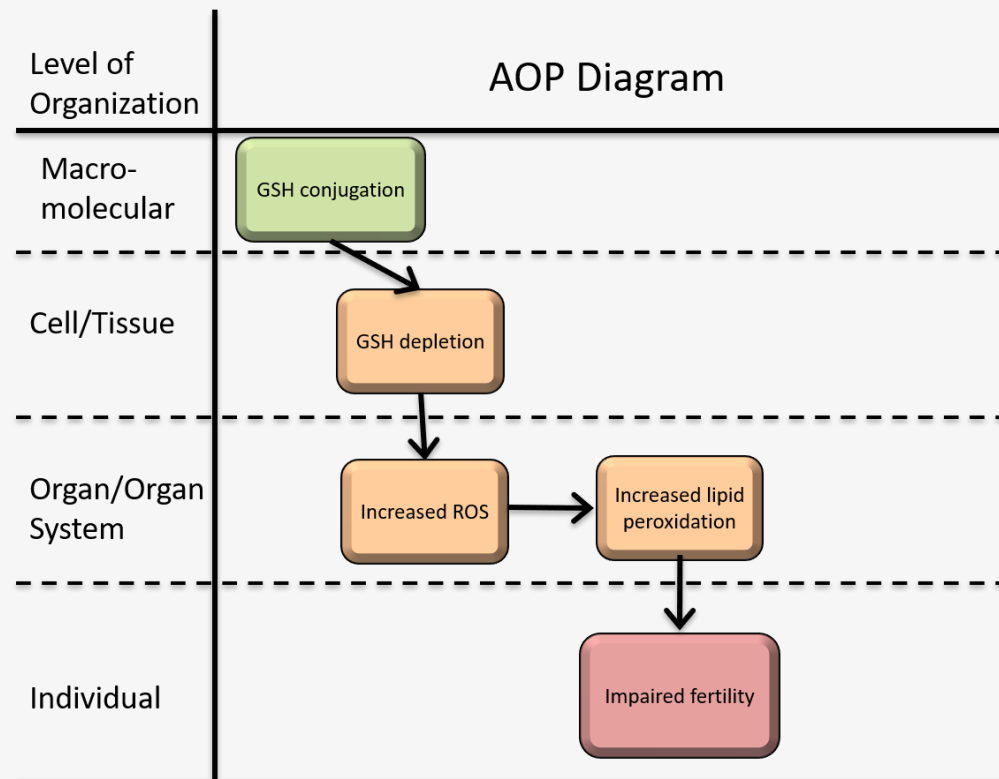 Level of
Organization
AOP Diagram
Macro-
molecular
GSH conjugation
Cell/Tissue
GSH depletion
Organ/Organ
System
Increased ROS
Increased lipid
peroxidation
Individual
Impaired fertility